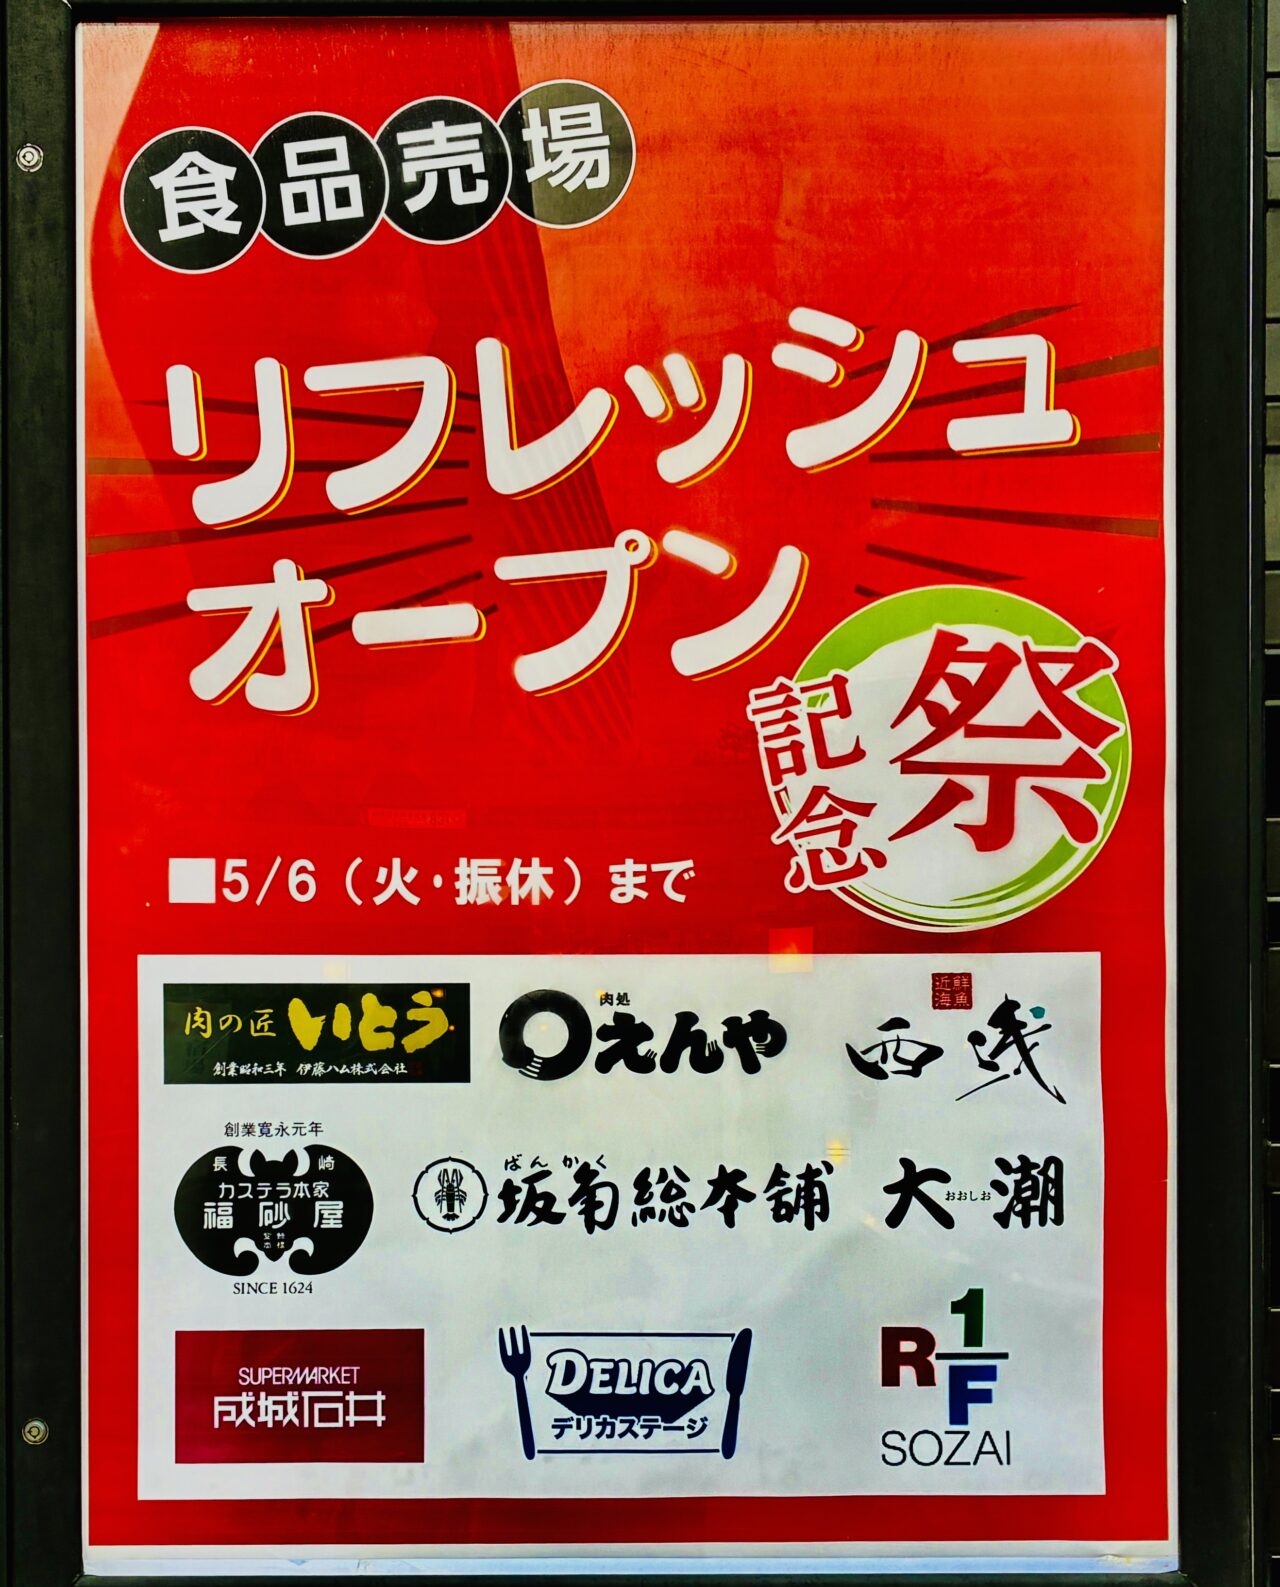 食品売場
リフレッシュ
オープン
記念
祭
■5/6（火・振休）まで
肉の匠 いとう
創業昭和三年 伊藤ハム株式会社
肉処
えんや
近海
鮮魚
西浅
創業寛永元年
長崎
カステラ本家
福砂屋
SINCE 1624
ばんかく
坂角総本舗
大潮
おおしお
SUPERMARKET
成城石井
DELICA
デリカステージ
R 1
F
SOZAI